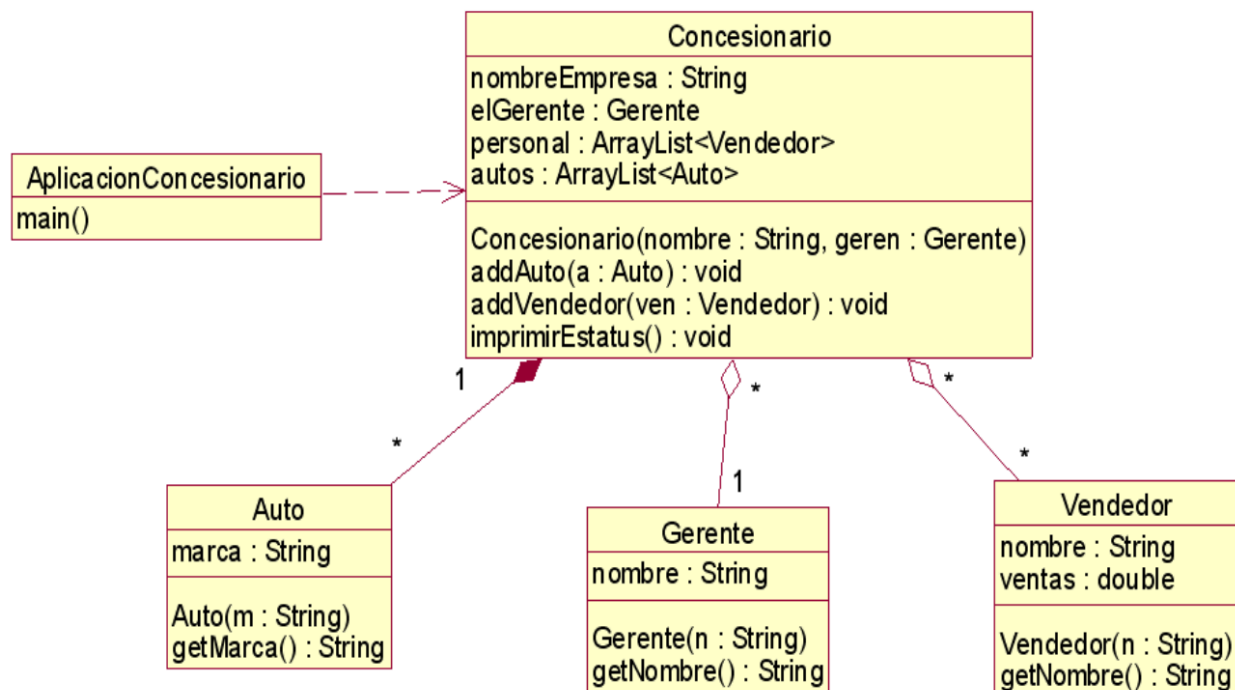 Concesionario
nombreEmpresa : String
elGerente : Gerente
personal : ArrayList<Vendedor>
autos : ArrayList<Auto>
Concesionario(nombre : String, geren : Gerente)
addAuto(a : Auto) : void
addVendedor(ven : Vendedor) : void
imprimirEstatus() : void
AplicacionConcesionario
main()
1
*
*
1
*
*
Auto
marca : String
Auto(m : String)
getMarca() : String
Gerente
nombre : String
Gerente(n : String)
getNombre() : String
Vendedor
nombre : String
ventas : double
Vendedor(n : String)
getNombre() : String